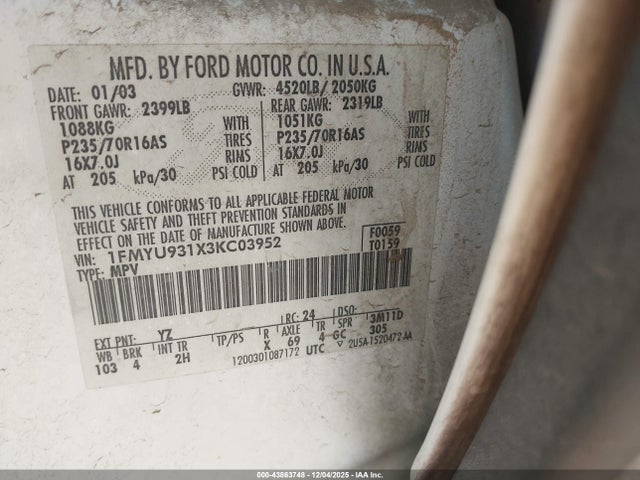 MFD. BY FORD MOTOR CO. IN U.S.A.
DATE: 01/03 GVWR: 4520LB/ 2050KG
FRONT GAWR: 2399LB REAR GAWR: 2319LB
1088KG WITH 1051KG WITH
P235/70R16AS TIRES P235/70R16AS TIRES
16X7.0J RINS 16X7.0J RINS
AT 205 kPa/30 PSI COLD AT 205 kPa/30 PSI COLD
THIS VEHICLE CONFORMS TO ALL APPLICABLE FEDERAL MOTOR
VEHICLE SAFETY AND THEFT PREVENTION STANDARDS IN
EFFECT ON THE DATE OF MANUFACTURE SHOWN ABOVE.
VIN: 1FMYU931X3KC03952 F0059
TYPE: MPV T0159
EXT PNT: YZ RC: 24 DSO: 3M11D
WB BRK INT TR TP/PS R AXLE TR SPR 305
103 4 2H X 69 4 GC
120030T087172 UTC ▽ 2U5A1520472AA
000-43863748 - 12/04/2025 - IAA Inc.